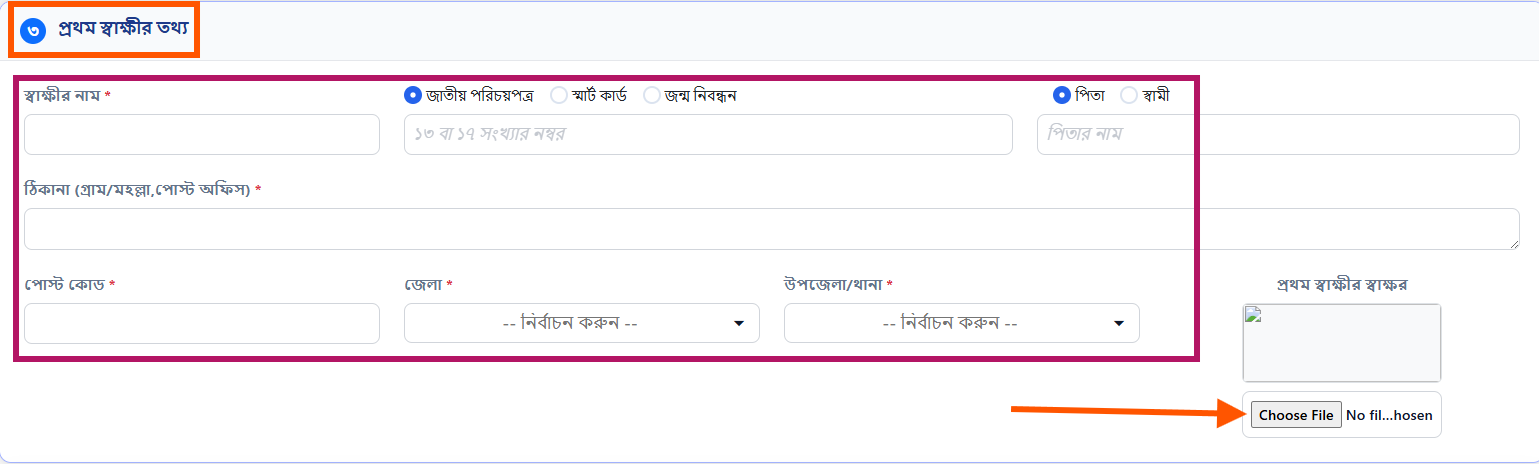 ৩ প্রথম স্বাক্ষীর তথ্য
স্বাক্ষীর নাম * জাতীয় পরিচয়পত্র স্মার্ট কার্ড জন্ম নিবন্ধন পিতা স্বামী
১৩ বা ১৭ সংখ্যার নম্বর পিতার নাম
ঠিকানা (গ্রাম/মহল্লা,পোস্ট অফিস) *
পোস্ট কোড * জেলা * উপজেলা/থানা * প্রথম স্বাক্ষীর স্বাক্ষর
-- নির্বাচন করুন -- -- নির্বাচন করুন --
Choose File No fil...hosen